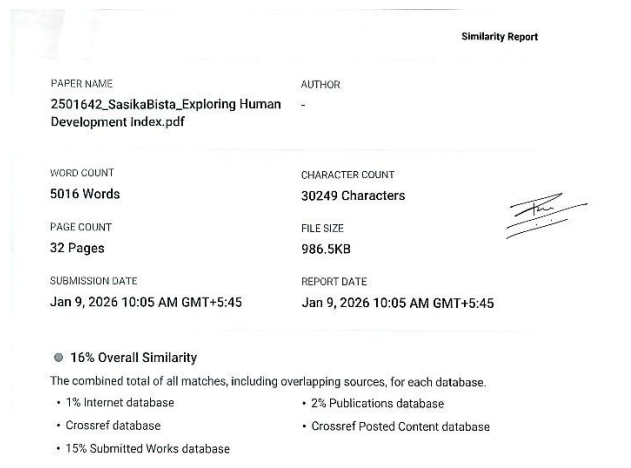 Similarity Report
PAPER NAME
2501642_SasikaBista_Exploring Human
Development Index.pdf
AUTHOR
-
WORD COUNT
5016 Words
CHARACTER COUNT
30249 Characters
PAGE COUNT
32 Pages
FILE SIZE
986.5KB
SUBMISSION DATE
Jan 9, 2026 10:05 AM GMT+5:45
REPORT DATE
Jan 9, 2026 10:05 AM GMT+5:45
16% Overall Similarity
The combined total of all matches, including overlapping sources, for each database.
• 1% Internet database
• 2% Publications database
• Crossref database
• Crossref Posted Content database
• 15% Submitted Works database